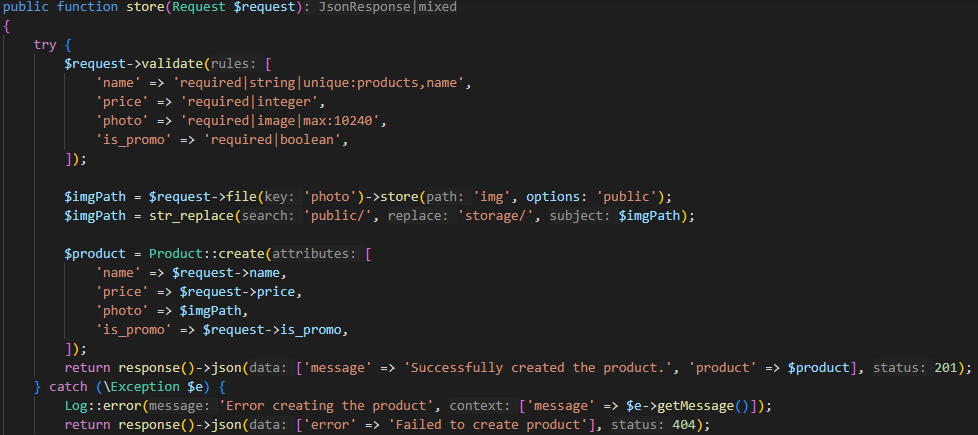 public function store(Request $request): JsonResponse|mixed
{
    try {
        $request->validate(rules: [
            'name' => 'required|string|unique:products,name',
            'price' => 'required|integer',
            'photo' => 'required|image|max:10240',
            'is_promo' => 'required|boolean',
        ]);
        $imgPath = $request->file(key: 'photo')->store(path: 'img', options: 'public');
        $imgPath = str_replace(search: 'public/', replace: 'storage/', subject: $imgPath);
        $product = Product::create(attributes: [
            'name' => $request->name,
            'price' => $request->price,
            'photo' => $imgPath,
            'is_promo' => $request->is_promo,
        ]);
        return response()->json(data: ['message' => 'Successfully created the product.', 'product' => $product], status: 201);
    } catch (\Exception $e) {
        Log::error(message: 'Error creating the product', context: ['message' => $e->getMessage()]);
        return response()->json(data: ['error' => 'Failed to create product'], status: 404);